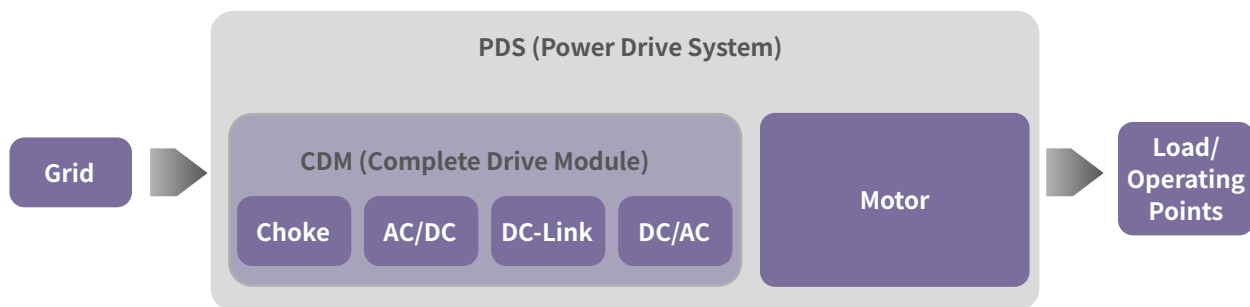 PDS (Power Drive System)
Grid
CDM (Complete Drive Module)
Choke
AC/DC
DC-Link
DC/AC
Motor
Load/
Operating
Points